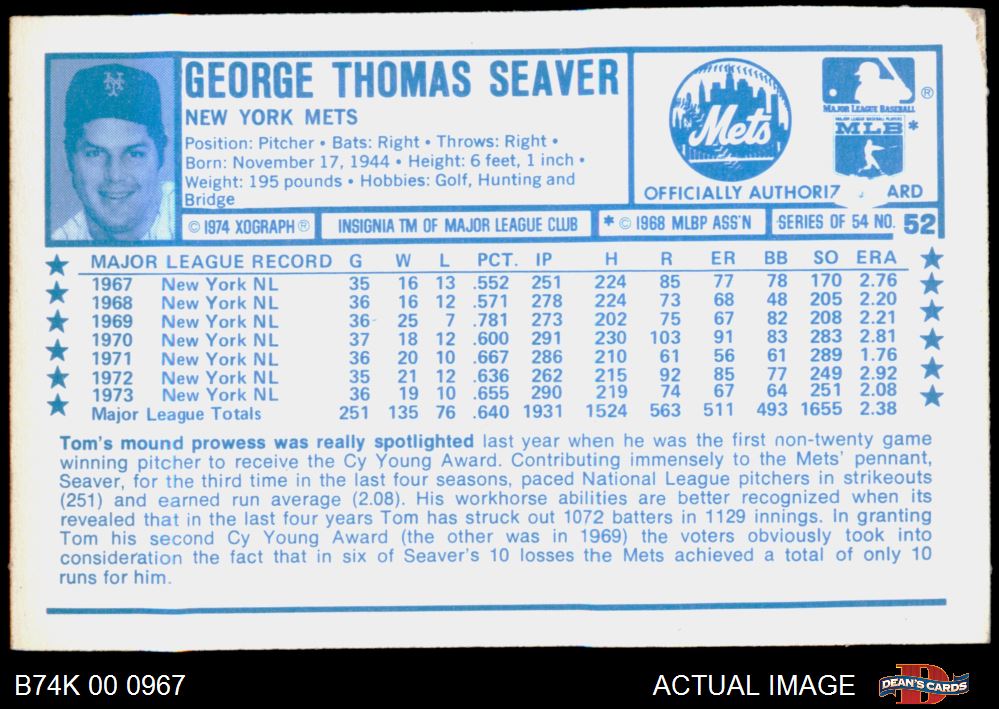 GEORGE THOMAS SEAVER
NEW YORK METS
Position: Pitcher • Bats: Right • Throws: Right •
Born: November 17, 1944 • Height: 6 feet, 1 inch •
Weight: 195 pounds • Hobbies: Golf, Hunting and
Bridge
Mets
MAJOR LEAGUE BASEBALL ®
MAJOR LEAGUE BASEBALL PLAYERS
MLB *
OFFICIALLY AUTHORIZ ARD
© 1974 XOGRAPH ® INSIGNIA TM OF MAJOR LEAGUE CLUB * © 1968 MLBP ASS'N SERIES OF 54 NO. 52
MAJOR LEAGUE RECORD G W L PCT. IP H R ER BB SO ERA
1967 New York NL 35 16 13 .552 251 224 85 77 78 170 2.76
1968 New York NL 36 16 12 .571 278 224 73 68 48 205 2.20
1969 New York NL 36 25 7 .781 273 202 75 67 82 208 2.21
1970 New York NL 37 18 12 .600 291 230 103 91 83 283 2.81
1971 New York NL 36 20 10 .667 286 210 61 56 61 289 1.76
1972 New York NL 35 21 12 .636 262 215 92 85 77 249 2.92
1973 New York NL 36 19 10 .655 290 219 74 67 64 251 2.08
Major League Totals 251 135 76 .640 1931 1524 563 511 493 1655 2.38
Tom's mound prowess was really spotlighted last year when he was the first non-twenty game
winning pitcher to receive the Cy Young Award. Contributing immensely to the Mets' pennant,
Seaver, for the third time in the last four seasons, paced National League pitchers in strikeouts
(251) and earned run average (2.08). His workhorse abilities are better recognized when its
revealed that in the last four years Tom has struck out 1072 batters in 1129 innings. In granting
Tom his second Cy Young Award (the other was in 1969) the voters obviously took into
consideration the fact that in six of Seaver's 10 losses the Mets achieved a total of only 10
runs for him.
B74K 00 0967 ACTUAL IMAGE DEAN'S CARDS